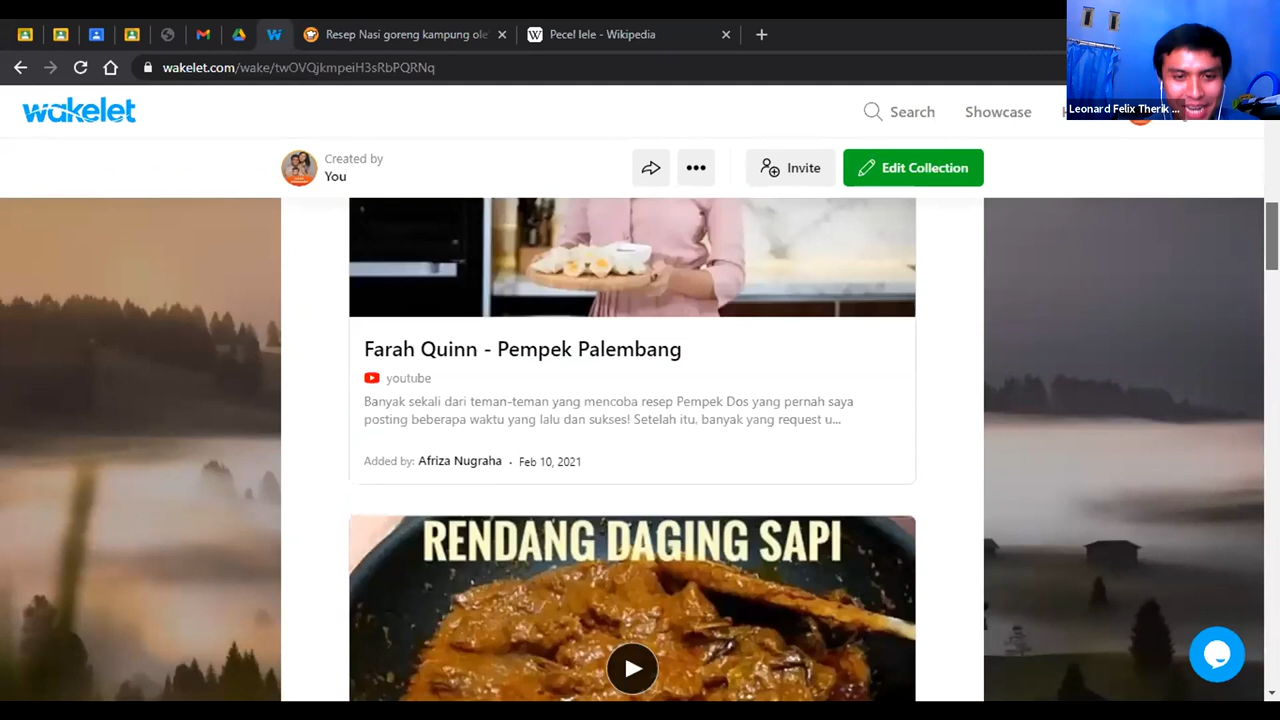 Resep Nasi goreng kampung ole
Pecel lele - Wikipedia
wakelet.com/wake/twOVQjkmpeiH3sRbPQRNq
Leonard Felix Therik ...
wakelet
Search
Showcase
Created by
You
Invite
Edit Collection
Farah Quinn - Pempek Palembang
youtube
Banyak sekali dari teman-teman yang mencoba resep Pempek Dos yang pernah saya
posting beberapa waktu yang lalu dan sukses! Setelah itu, banyak yang request u...
Added by: Afriza Nugraha · Feb 10, 2021
RENDANG DAGING SAPI